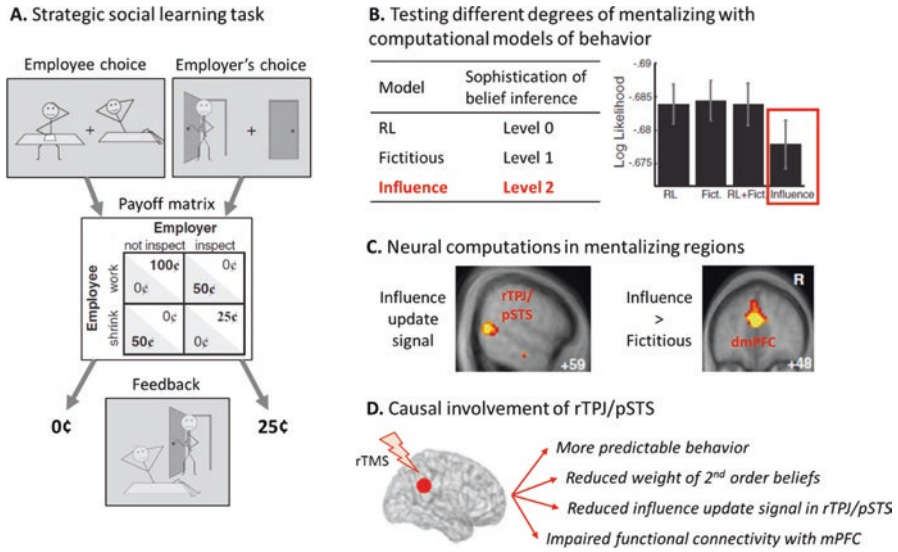 A. Strategic social learning task
Employee choice
Employer's choice
+
+
Payoff matrix
Employer
not inspect inspect
Employee
work
shrink
100¢
0¢
0¢
50¢
0¢
50¢
25¢
0¢
Feedback
0¢
25¢
B. Testing different degrees of mentalizing with
computational models of behavior
Model
Sophistication of
belief inference
RL Level 0
Fictitious Level 1
Influence Level 2
Log Likelihood
-.69
-.685
-.68
-.675
RL Fict. RL+Fict. Influence
C. Neural computations in mentalizing regions
Influence
update
signal
rTPJ/
pSTS
+59
Influence
>
Fictitious
R
dmPFC
+48
D. Causal involvement of rTPJ/pSTS
rTMS
More predictable behavior
Reduced weight of 2nd order beliefs
Reduced influence update signal in rTPJ/pSTS
Impaired functional connectivity with mPFC